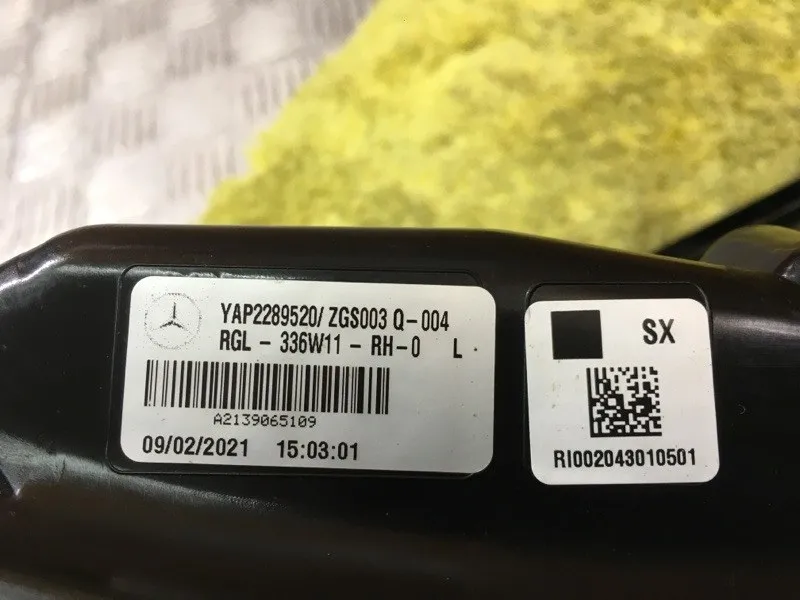 YAP2289520/ ZGS003 Q-004
RGL - 336W11 - RH-0 L
A2139065109
09/02/2021 15:03:01
SX
RI002043010501